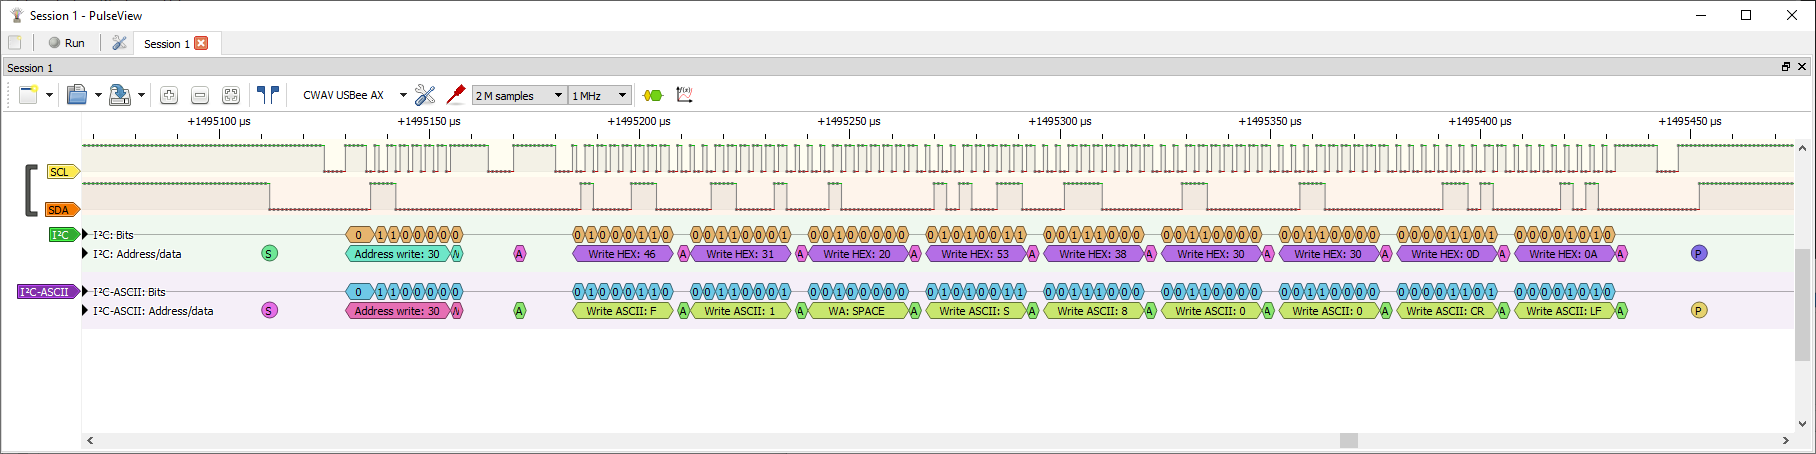 Session 1 - PulseView
Run Session 1
Session 1
CWAV USBee AX 2 M samples 1 MHz f(x)
+1495100 µs +1495150 µs +1495200 µs +1495250 µs +1495300 µs +1495350 µs +1495400 µs +1495450 µs
SCL
SDA
I²C I²C: Bits 0 1 1 0 0 0 0 0 0 1 0 0 0 1 1 0 0 0 1 1 0 0 0 1 0 0 1 0 0 0 0 0 0 1 0 1 0 0 1 1 0 0 1 1 1 0 0 0 0 0 1 1 0 0 0 0 0 0 1 1 0 0 0 0 0 0 0 0 1 1 0 1 0 0 0 0 1 0 1 0
I²C: Address/data S Address write: 30 W A Write HEX: 46 A Write HEX: 31 A Write HEX: 20 A Write HEX: 53 A Write HEX: 38 A Write HEX: 30 A Write HEX: 30 A Write HEX: 0D A Write HEX: 0A A P
I²C-ASCII I²C-ASCII: Bits 0 1 1 0 0 0 0 0 0 1 0 0 0 1 1 0 0 0 1 1 0 0 0 1 0 0 1 0 0 0 0 0 0 1 0 1 0 0 1 1 0 0 1 1 1 0 0 0 0 0 1 1 0 0 0 0 0 0 1 1 0 0 0 0 0 0 0 0 1 1 0 1 0 0 0 0 1 0 1 0
I²C-ASCII: Address/data S Address write: 30 W A Write ASCII: F A Write ASCII: 1 A WA: SPACE A Write ASCII: S A Write ASCII: 8 A Write ASCII: 0 A Write ASCII: 0 A Write ASCII: CR A Write ASCII: LF A P